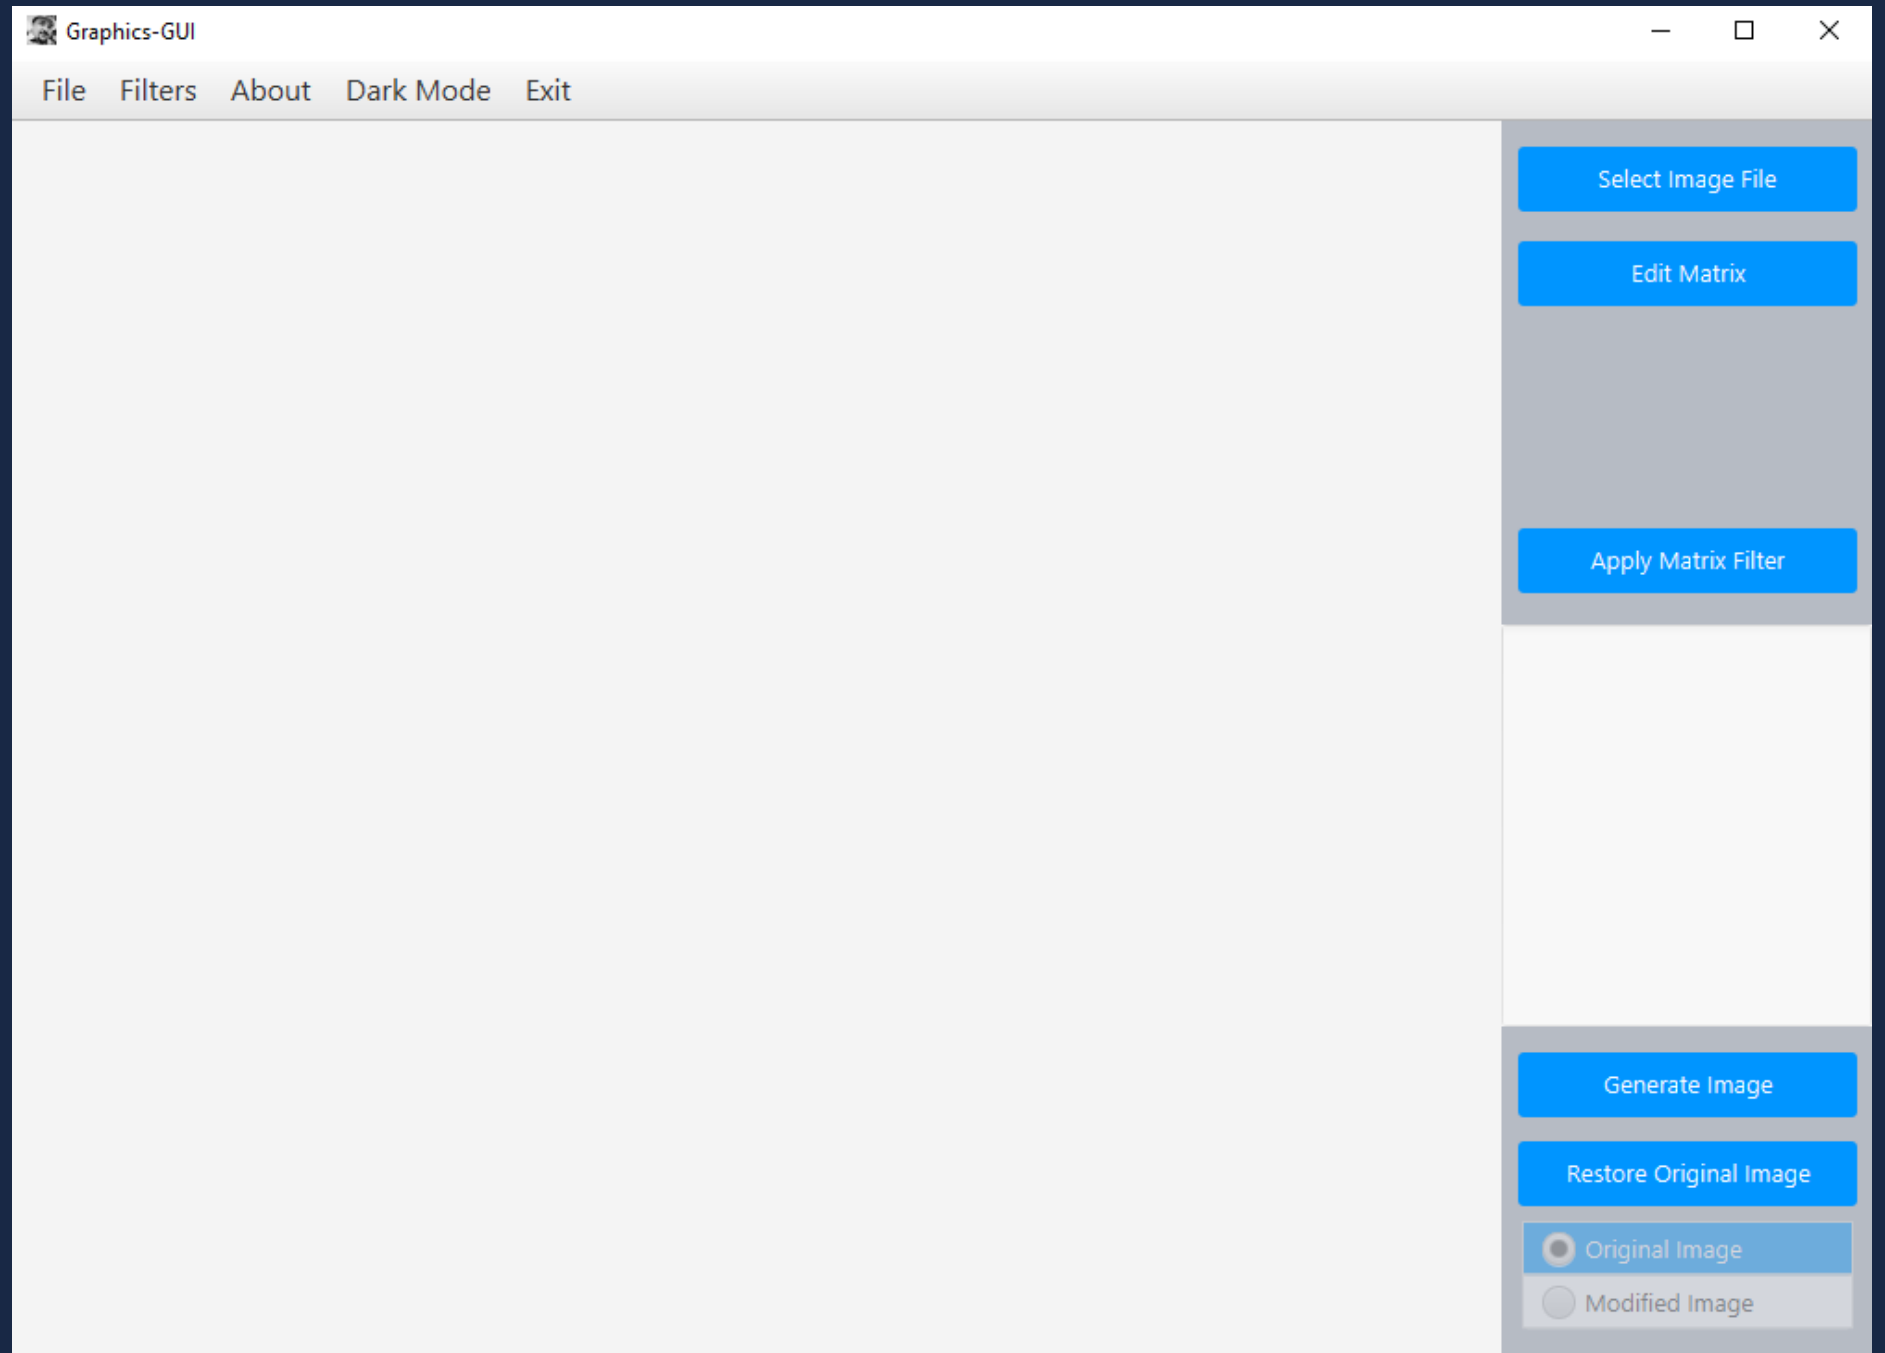 Graphics-GUI
File Filters About Dark Mode Exit
Select Image File
Edit Matrix
Apply Matrix Filter
Generate Image
Restore Original Image
Original Image
Modified Image